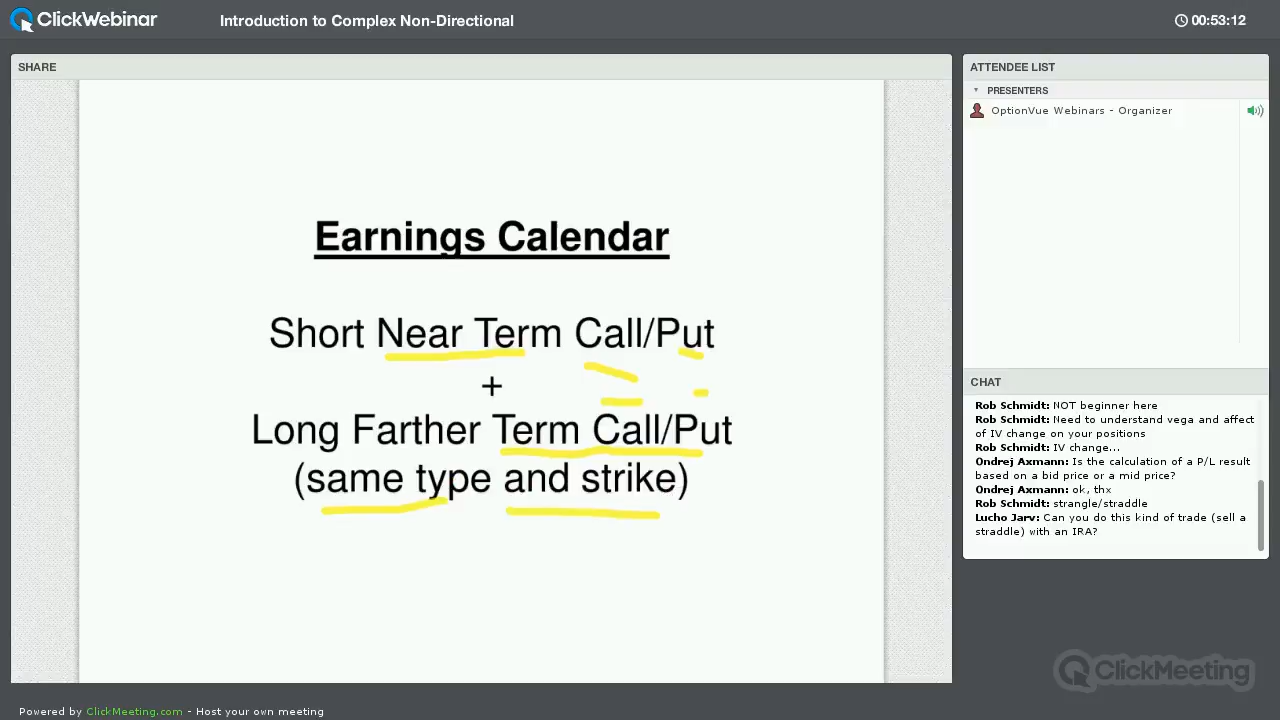 ClickWebinar
Introduction to Complex Non-Directional
00:53:12
SHARE
Earnings Calendar
Short Near Term Call/Put
+
Long Farther Term Call/Put
(same type and strike)
ATTENDEE LIST
PRESENTERS
OptionVue Webinars - Organizer
CHAT
Rob Schmidt: NOT beginner here
Rob Schmidt: Need to understand vega and affect
of IV change on your positions
Rob Schmidt: IV change...
Ondrej Axmann: Is the calculation of a P/L result
based on a bid price or a mid price?
Ondrej Axmann: ok, thx
Rob Schmidt: strangle/straddle
Lucho Jarv: Can you do this kind of trade (sell a
straddle) with an IRA?
ClickMeeting
Powered by ClickMeeting.com - Host your own meeting